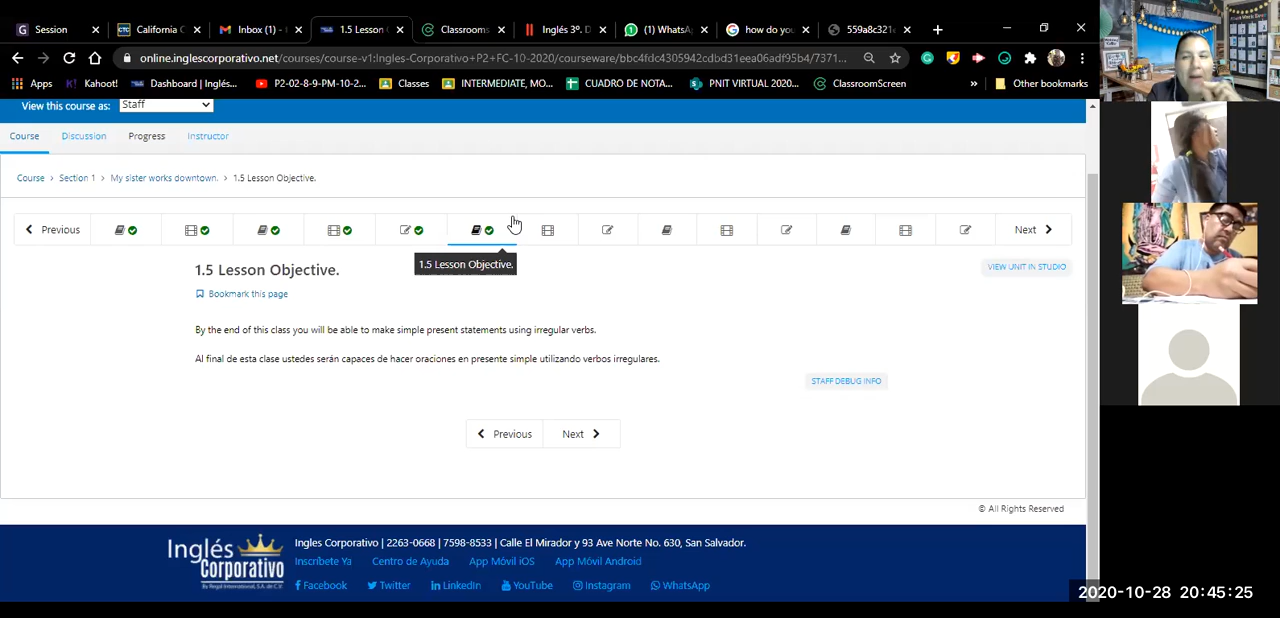 Session
California C
Inbox (1) -
1.5 Lesson
Classrooms
Inglés 3º. D
(1) WhatsA
how do you
559a8c321
online.inglescorporativo.net/courses/course-v1:Ingles_Corporativo+P2+FC-10-2020/courseware/bbc4fdc4305942cdbd31eea06adf95b4/7371...
Apps
Kahoot!
Dashboard | Inglés...
P2-028-9-PM-10-2...
Classes
INTERMEDIATE, MO...
CUADRO DE NOTA...
PNIT VIRTUAL 2020...
ClassroomScreen
»
Other bookmarks
View this course as:
Staff
Course
Discussion
Progress
Instructor
Course > Section 1 > My sister works downtown. > 1.5 Lesson Objective.
Previous
Next
1.5 Lesson Objective.
1.5 Lesson Objective.
VIEW UNIT IN STUDIO
Bookmark this page
By the end of this class you will be able to make simple present statements using irregular verbs.
Al final de esta clase ustedes serán capaces de hacer oraciones en presente simple utilizando verbos irregulares.
STAFF DEBUG INFO
Previous
Next
© All Rights Reserved
Inglés Corporativo
Ingles Corporativo | 2263-0668 | 7598-8533 | Calle El Mirador y 93 Ave Norte No. 630, San Salvador.
Inscríbete Ya
Centro de Ayuda
App Móvil iOS
App Móvil Android
Facebook
Twitter
LinkedIn
YouTube
Instagram
WhatsApp
2020-10-28 20:45:25